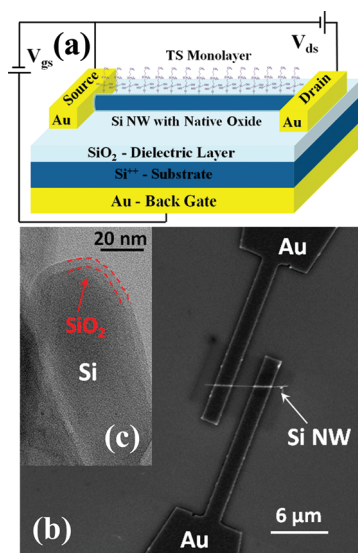 (a)
V_gs
V_ds
TS Monolayer
Source
Drain
Au
Au
Si NW with Native Oxide
SiO₂ - Dielectric Layer
Si⁺⁺ - Substrate
Au - Back Gate
20 nm
SiO₂
Si
(c)
Au
Si NW
6 µm
(b)
Au